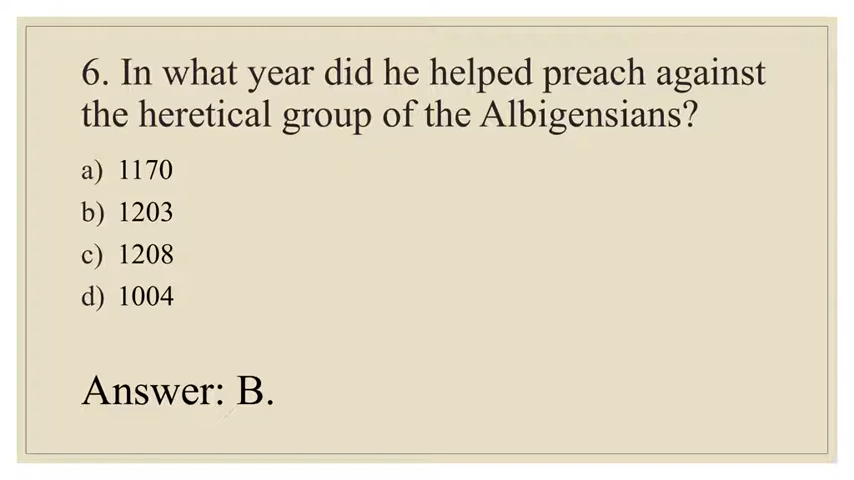 6. In what year did he helped preach against
the heretical group of the Albigensians?
a) 1170
b) 1203
c) 1208
d) 1004
Answer: B.